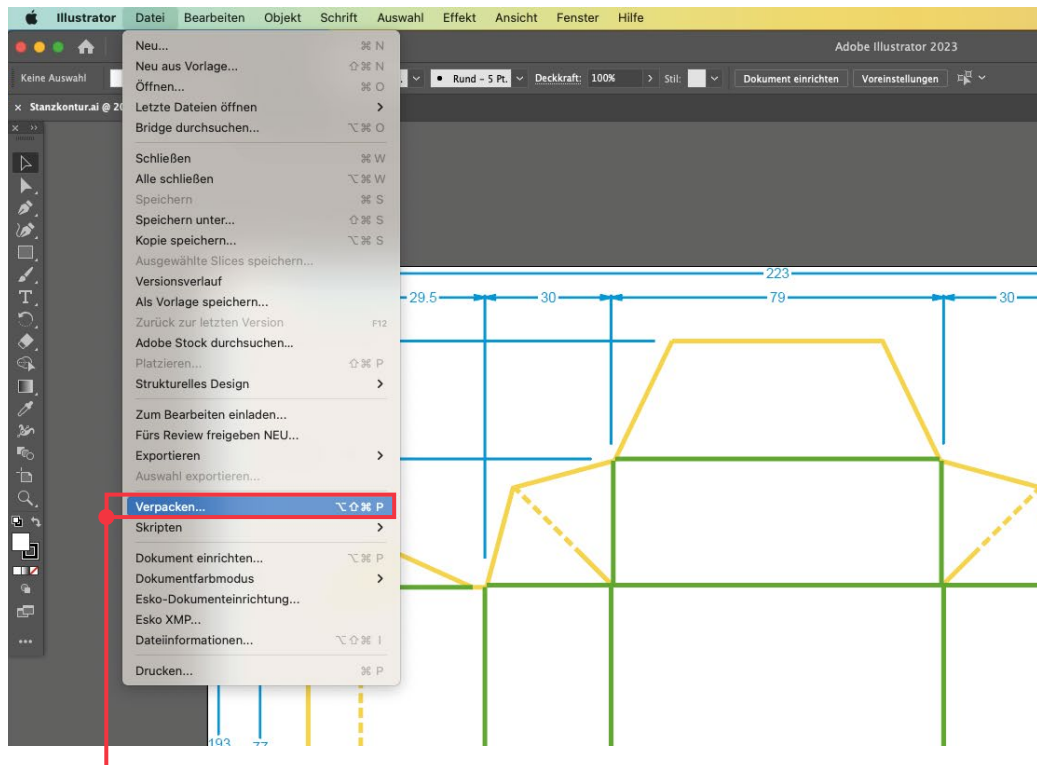 Illustrator Datei Bearbeiten Objekt Schrift Auswahl Effekt Ansicht Fenster Hilfe
Adobe Illustrator 2023
Keine Auswahl
Rund – 5 Pt. Deckkraft: 100% Stil: Dokument einrichten Voreinstellungen
× Stanzkontur.ai @ 20
Neu... ⌘ N
Neu aus Vorlage... ⇧⌘ N
Öffnen... ⌘ O
Letzte Dateien öffnen >
Bridge durchsuchen... ⌥⌘ O
Schließen ⌘ W
Alle schließen ⌥⌘ W
Speichern ⌘ S
Speichern unter... ⇧⌘ S
Kopie speichern... ⌥⌘ S
Ausgewählte Slices speichern...
Versionsverlauf
Als Vorlage speichern...
Zurück zur letzten Version F12
Adobe Stock durchsuchen...
Platzieren... ⇧⌘ P
Strukturelles Design >
Zum Bearbeiten einladen...
Fürs Review freigeben NEU...
Exportieren >
Auswahl exportieren...
Verpacken... ⌥⇧⌘ P
Skripten >
Dokument einrichten... ⌥⌘ P
Dokumentfarbmodus >
Esko-Dokumenteinrichtung...
Esko XMP...
Dateiinformationen... ⌥⇧⌘ I
Drucken... ⌘ P
223
29.5 30 79 30
193 77